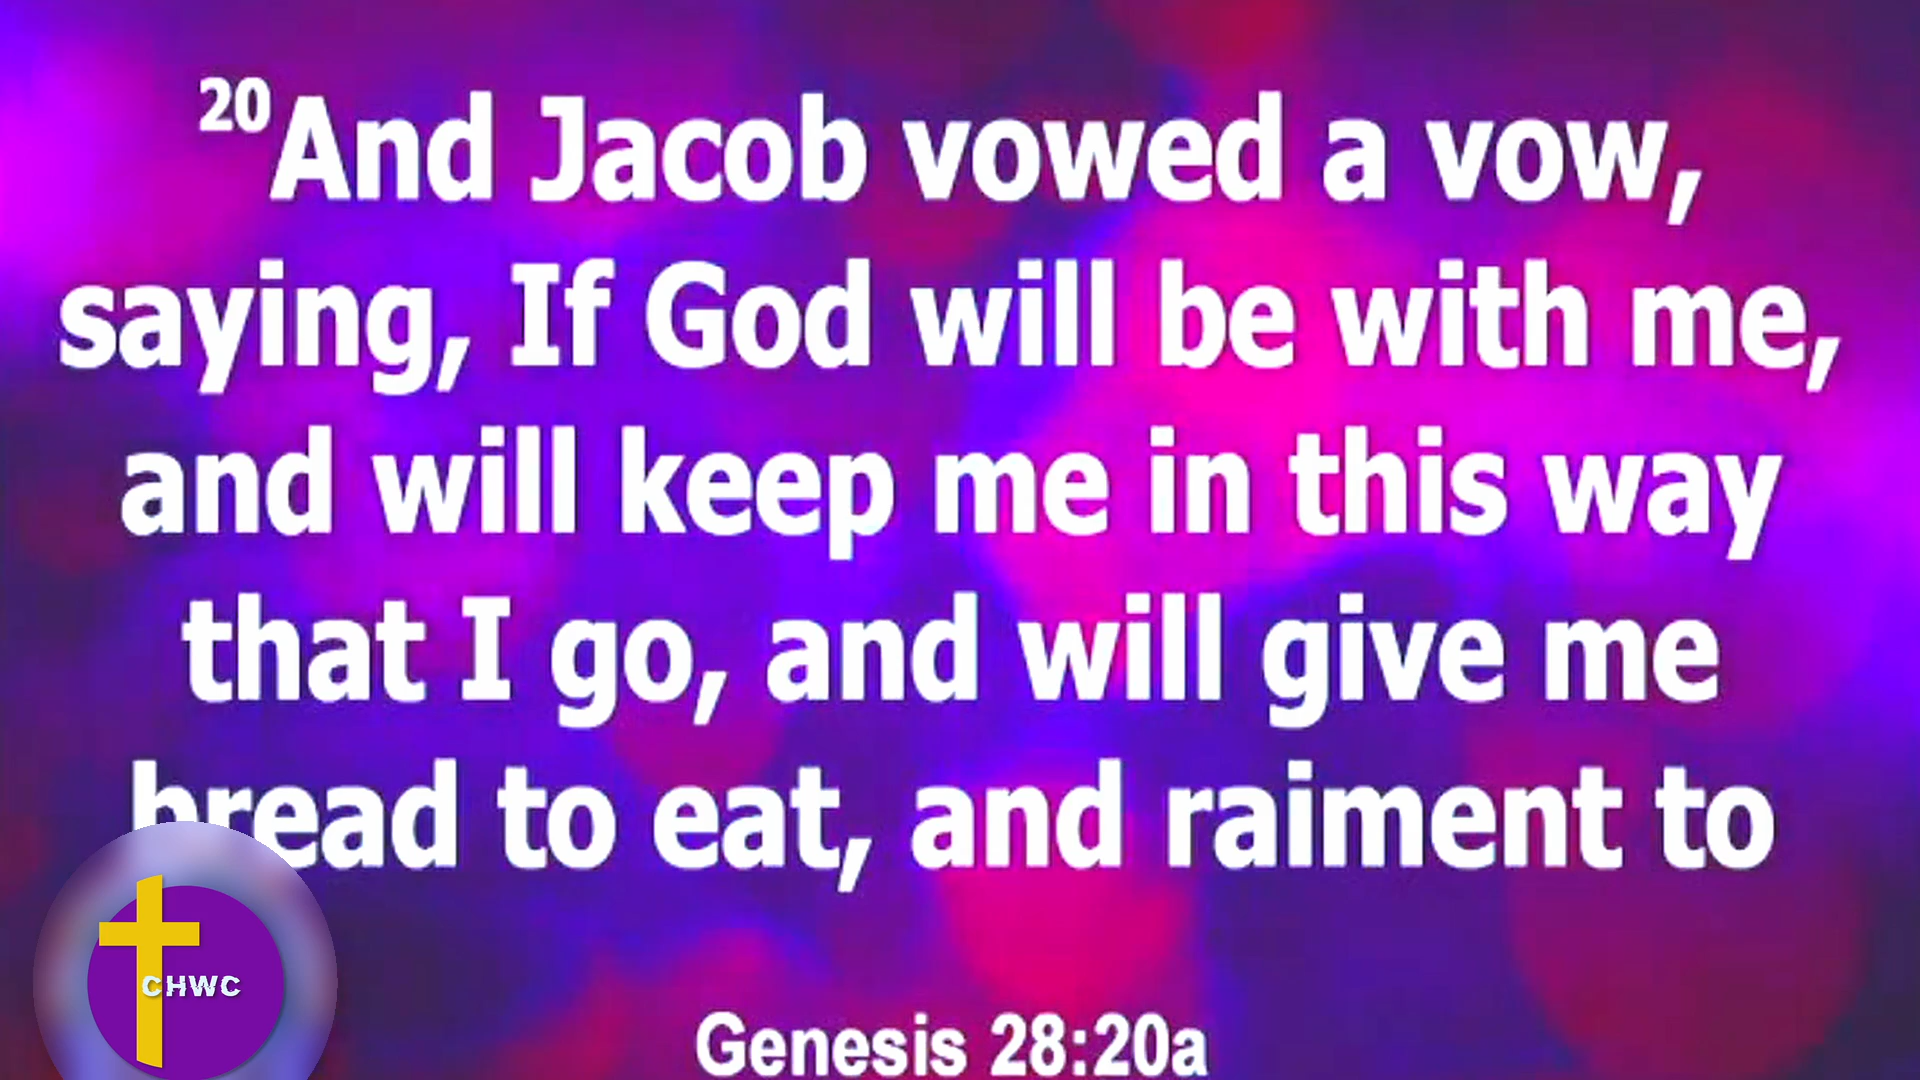 20And Jacob vowed a vow,
saying, If God will be with me,
and will keep me in this way
that I go, and will give me
bread to eat, and raiment to
CHWC
Genesis 28:20a